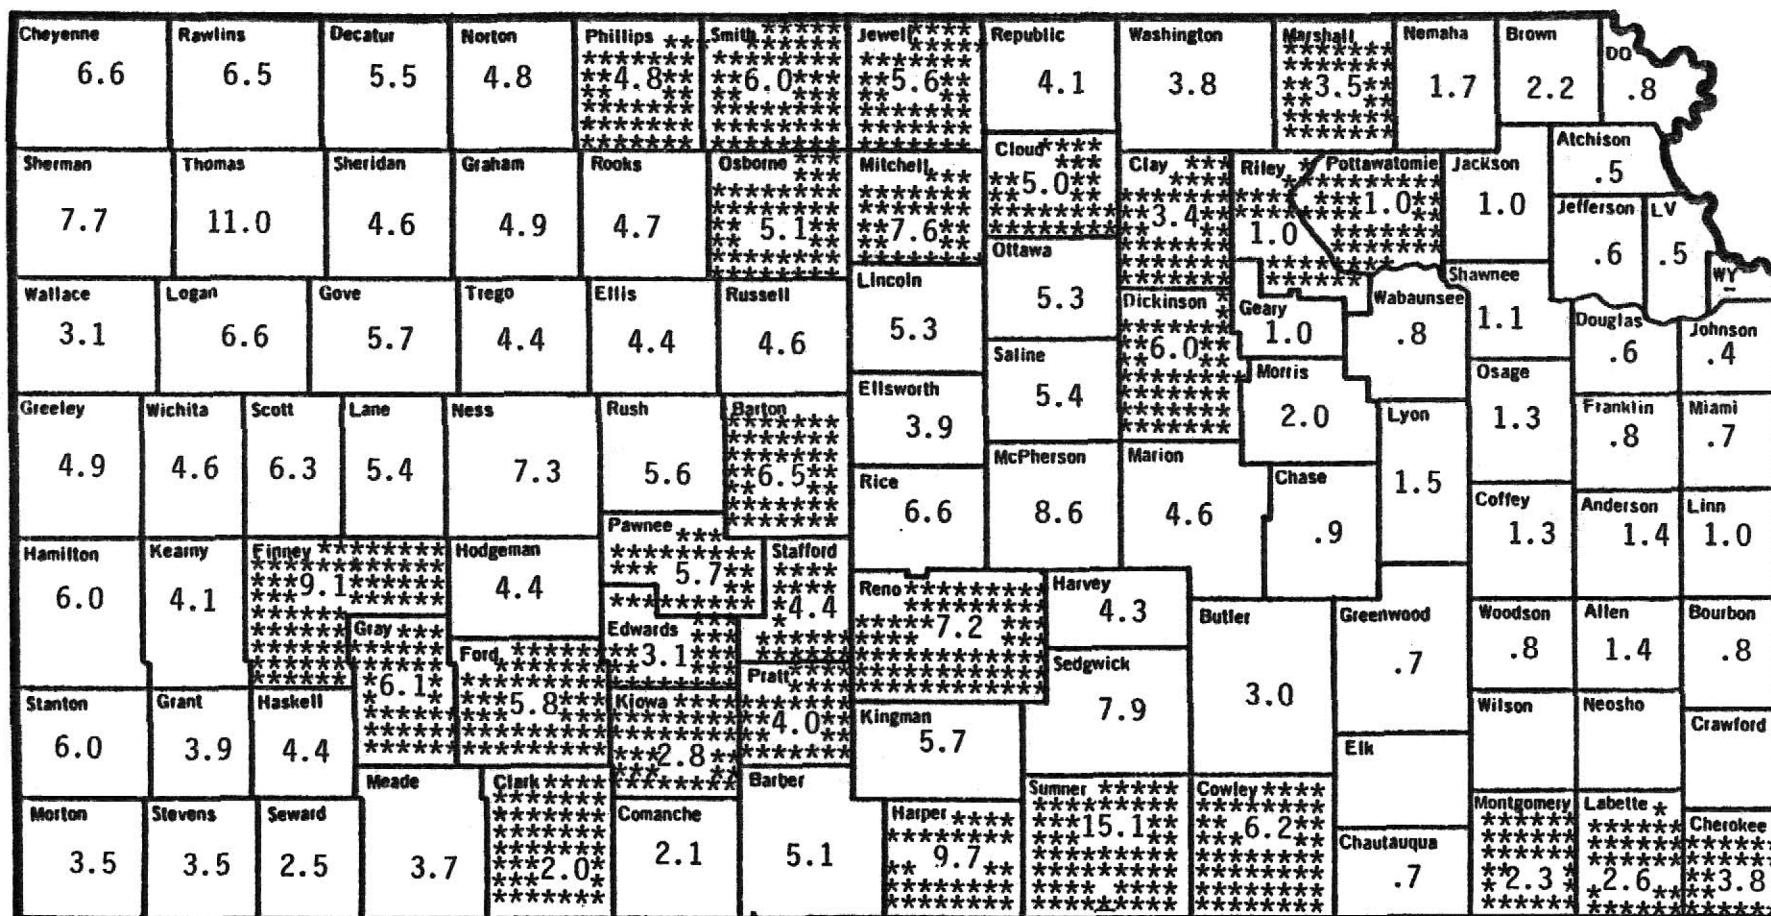 Cheyenne Rawlins Decatur Norton Phillips Smith Jewell Republic Washington Marshall Nemaha Brown DO
6.6 6.5 5.5 4.8 4.8 6.0 5.6 4.1 3.8 3.5 1.7 2.2 .8
Atchison
.5
Sherman Thomas Sheridan Graham Rooks Osborne Mitchell Cloud Clay Riley Pottawatomie Jackson
7.7 11.0 4.6 4.9 4.7 5.1 7.6 5.0 3.4 1.0 1.0 1.0
Jefferson LV
.6 .5
WY
Ottawa
5.3
Wallace Logan Gove Trego Ellis Russell Lincoln Dickinson Geary Wabaunsee Shawnee Douglas Johnson
3.1 6.6 5.7 4.4 4.4 4.6 5.3 6.0 1.0 .8 1.1 .6 .4
Saline Morris Osage
5.4 2.0 1.3
Ellsworth
3.9
Greeley Wichita Scott Lane Ness Rush Barton Lyon Franklin Miami
4.9 4.6 6.3 5.4 7.3 5.6 6.5 1.5 .8 .7
Rice McPherson Marion Chase Coffey Anderson Linn
6.6 8.6 4.6 .9 1.3 1.4 1.0
Pawnee
5.7
Hamilton Kearny Finney Hodgeman Stafford Reno Harvey
6.0 4.1 9.1 4.4 4.4 7.2 4.3
Butler Greenwood Woodson Allen Bourbon
3.0 .7 .8 1.4 .8
Gray Ford Edwards Sedgwick
6.1 5.8 3.1 7.9
Pratt
4.0
Stanton Grant Haskell Kiowa Kingman Wilson Neosho Crawford
6.0 3.9 4.4 2.8 5.7
Elk
Meade Clark Barber Sumner Cowley
3.7 2.0 5.1 15.1 6.2
Morton Stevens Seward Comanche Harper Chautauqua Montgomery Labette Cherokee
3.5 3.5 2.5 2.1 9.7 .7 2.3 2.6 3.8